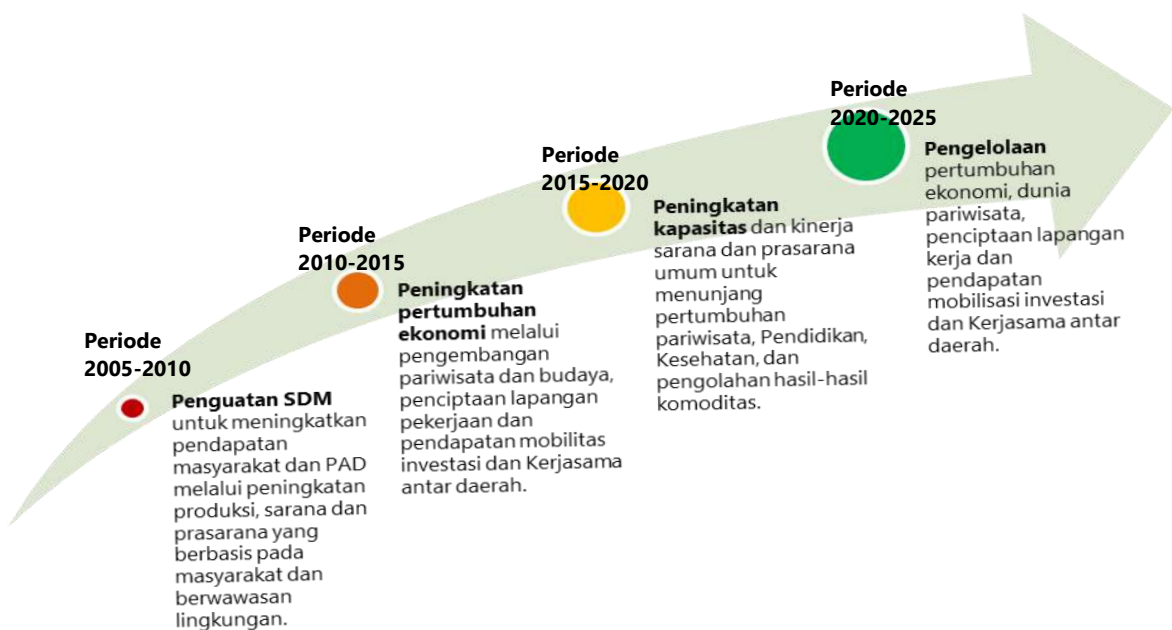 Periode
2005-2010
Penguatan SDM
untuk meningkatkan
pendapatan
masyarakat dan PAD
melalui peningkatan
produksi, sarana dan
prasarana yang
berbasis pada
masyarakat dan
berwawasan
lingkungan.
Periode
2010-2015
Peningkatan
pertumbuhan
ekonomi melalui
pengembangan
pariwisata dan budaya,
penciptaan lapangan
pekerjaan dan
pendapatan mobilitas
investasi dan Kerjasama
antar daerah.
Periode
2015-2020
Peningkatan
kapasitas dan kinerja
sarana dan prasarana
umum untuk
menunjang
pertumbuhan
pariwisata, Pendidikan,
Kesehatan, dan
pengolahan hasil-hasil
komoditas.
Periode
2020-2025
Pengelolaan
pertumbuhan
ekonomi, dunia
pariwisata,
penciptaan lapangan
kerja dan
pendapatan
mobilisasi investasi
dan Kerjasama antar
daerah.